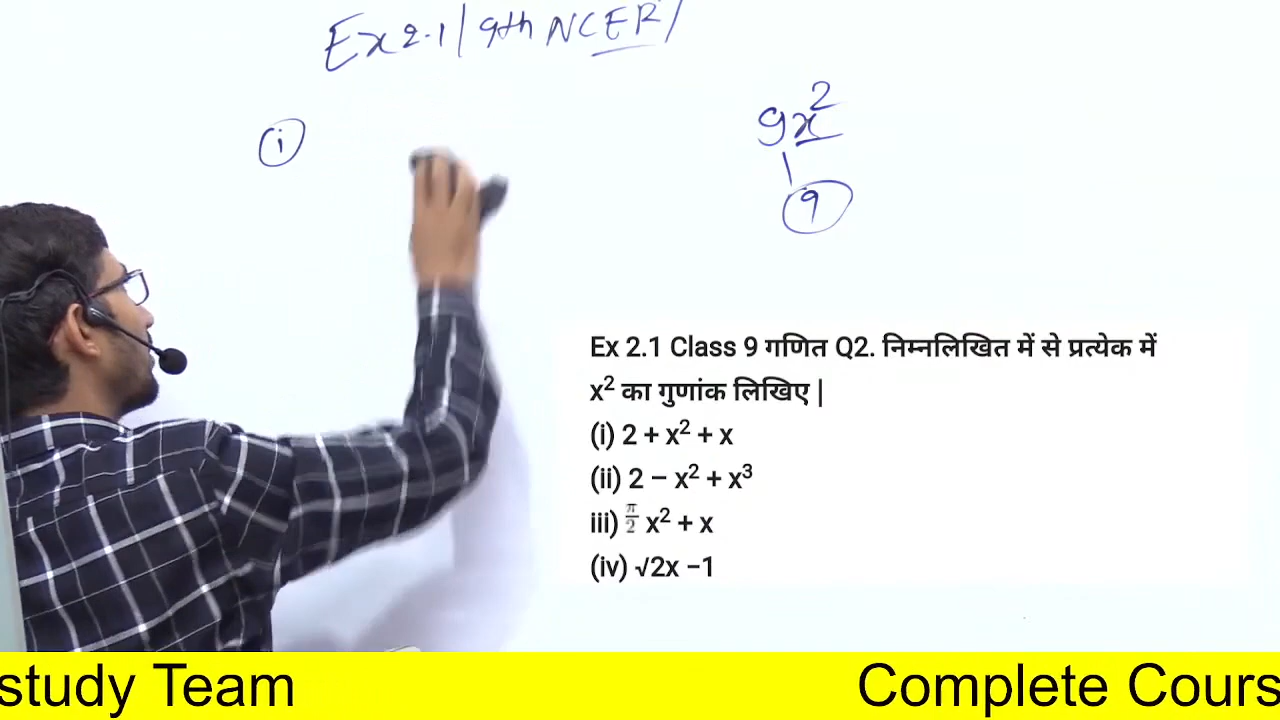 Ex 2.1 / 9th NCER /
i
9x²
9
Ex 2.1 Class 9 गणित Q2. निम्नलिखित में से प्रत्येक में
x² का गुणांक लिखिए |
(i) 2 + x² + x
(ii) 2 – x² + x³
iii) π/2 x² + x
(iv) √2x –1
study Team
Complete Cours